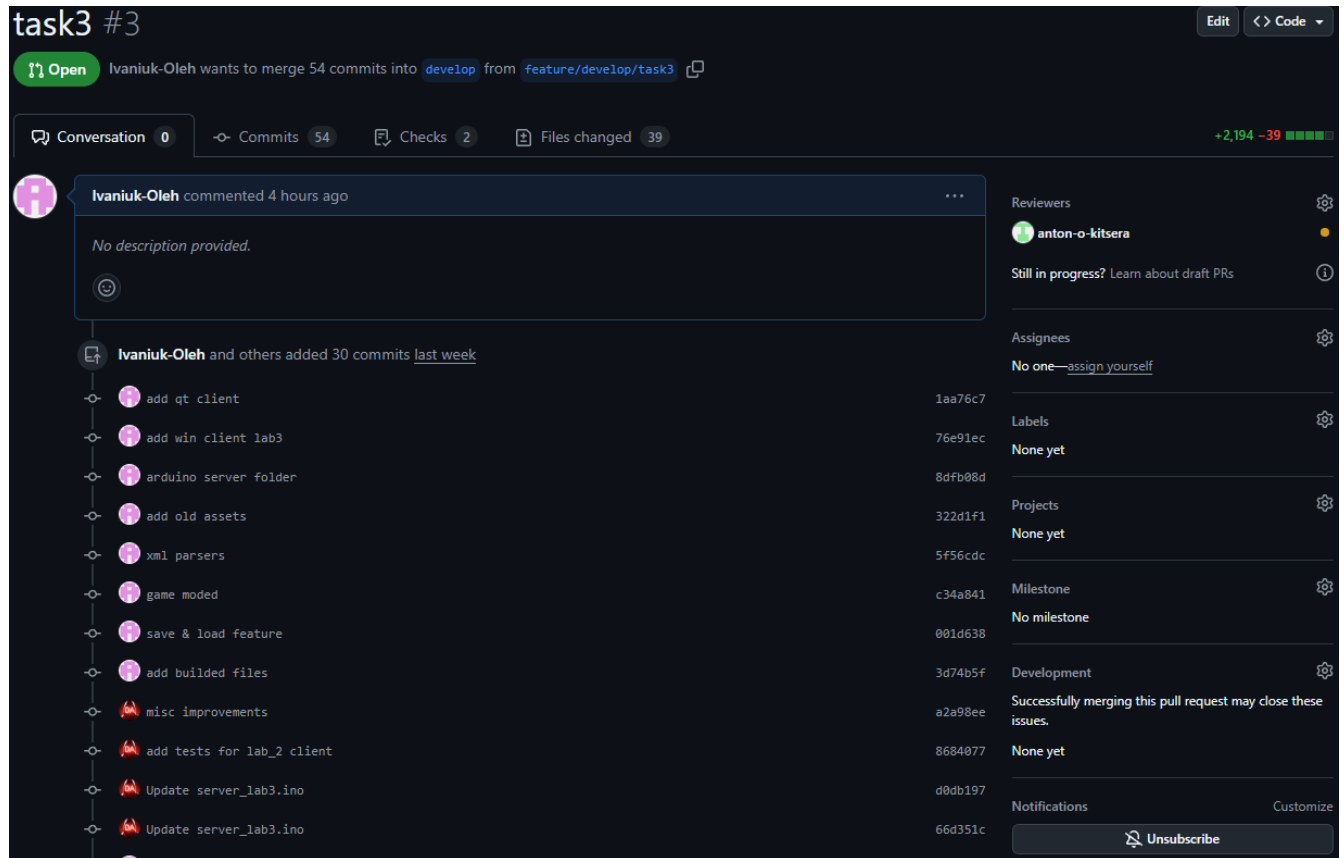 task3 #3
Edit
<> Code
Open
Ivaniuk-Oleh wants to merge 54 commits into develop from feature/develop/task3
Conversation 0
Commits 54
Checks 2
Files changed 39
+2,194 −39
Ivaniuk-Oleh commented 4 hours ago
...
No description provided.
Ivaniuk-Oleh and others added 30 commits last week
add qt client 1aa76c7
add win client lab3 76e91ec
arduino server folder 8dfb08d
add old assets 322d1f1
xml parsers 5f56cdc
game moded c34a841
save & load feature 001d638
add builded files 3d74b5f
misc improvements a2a98ee
add tests for lab_2 client 8684077
Update server_lab3.ino d0db197
Update server_lab3.ino 66d351c
Reviewers
anton-o-kitsera
Still in progress? Learn about draft PRs
Assignees
No one—assign yourself
Labels
None yet
Projects
None yet
Milestone
No milestone
Development
Successfully merging this pull request may close these
issues.
None yet
Notifications
Customize
Unsubscribe